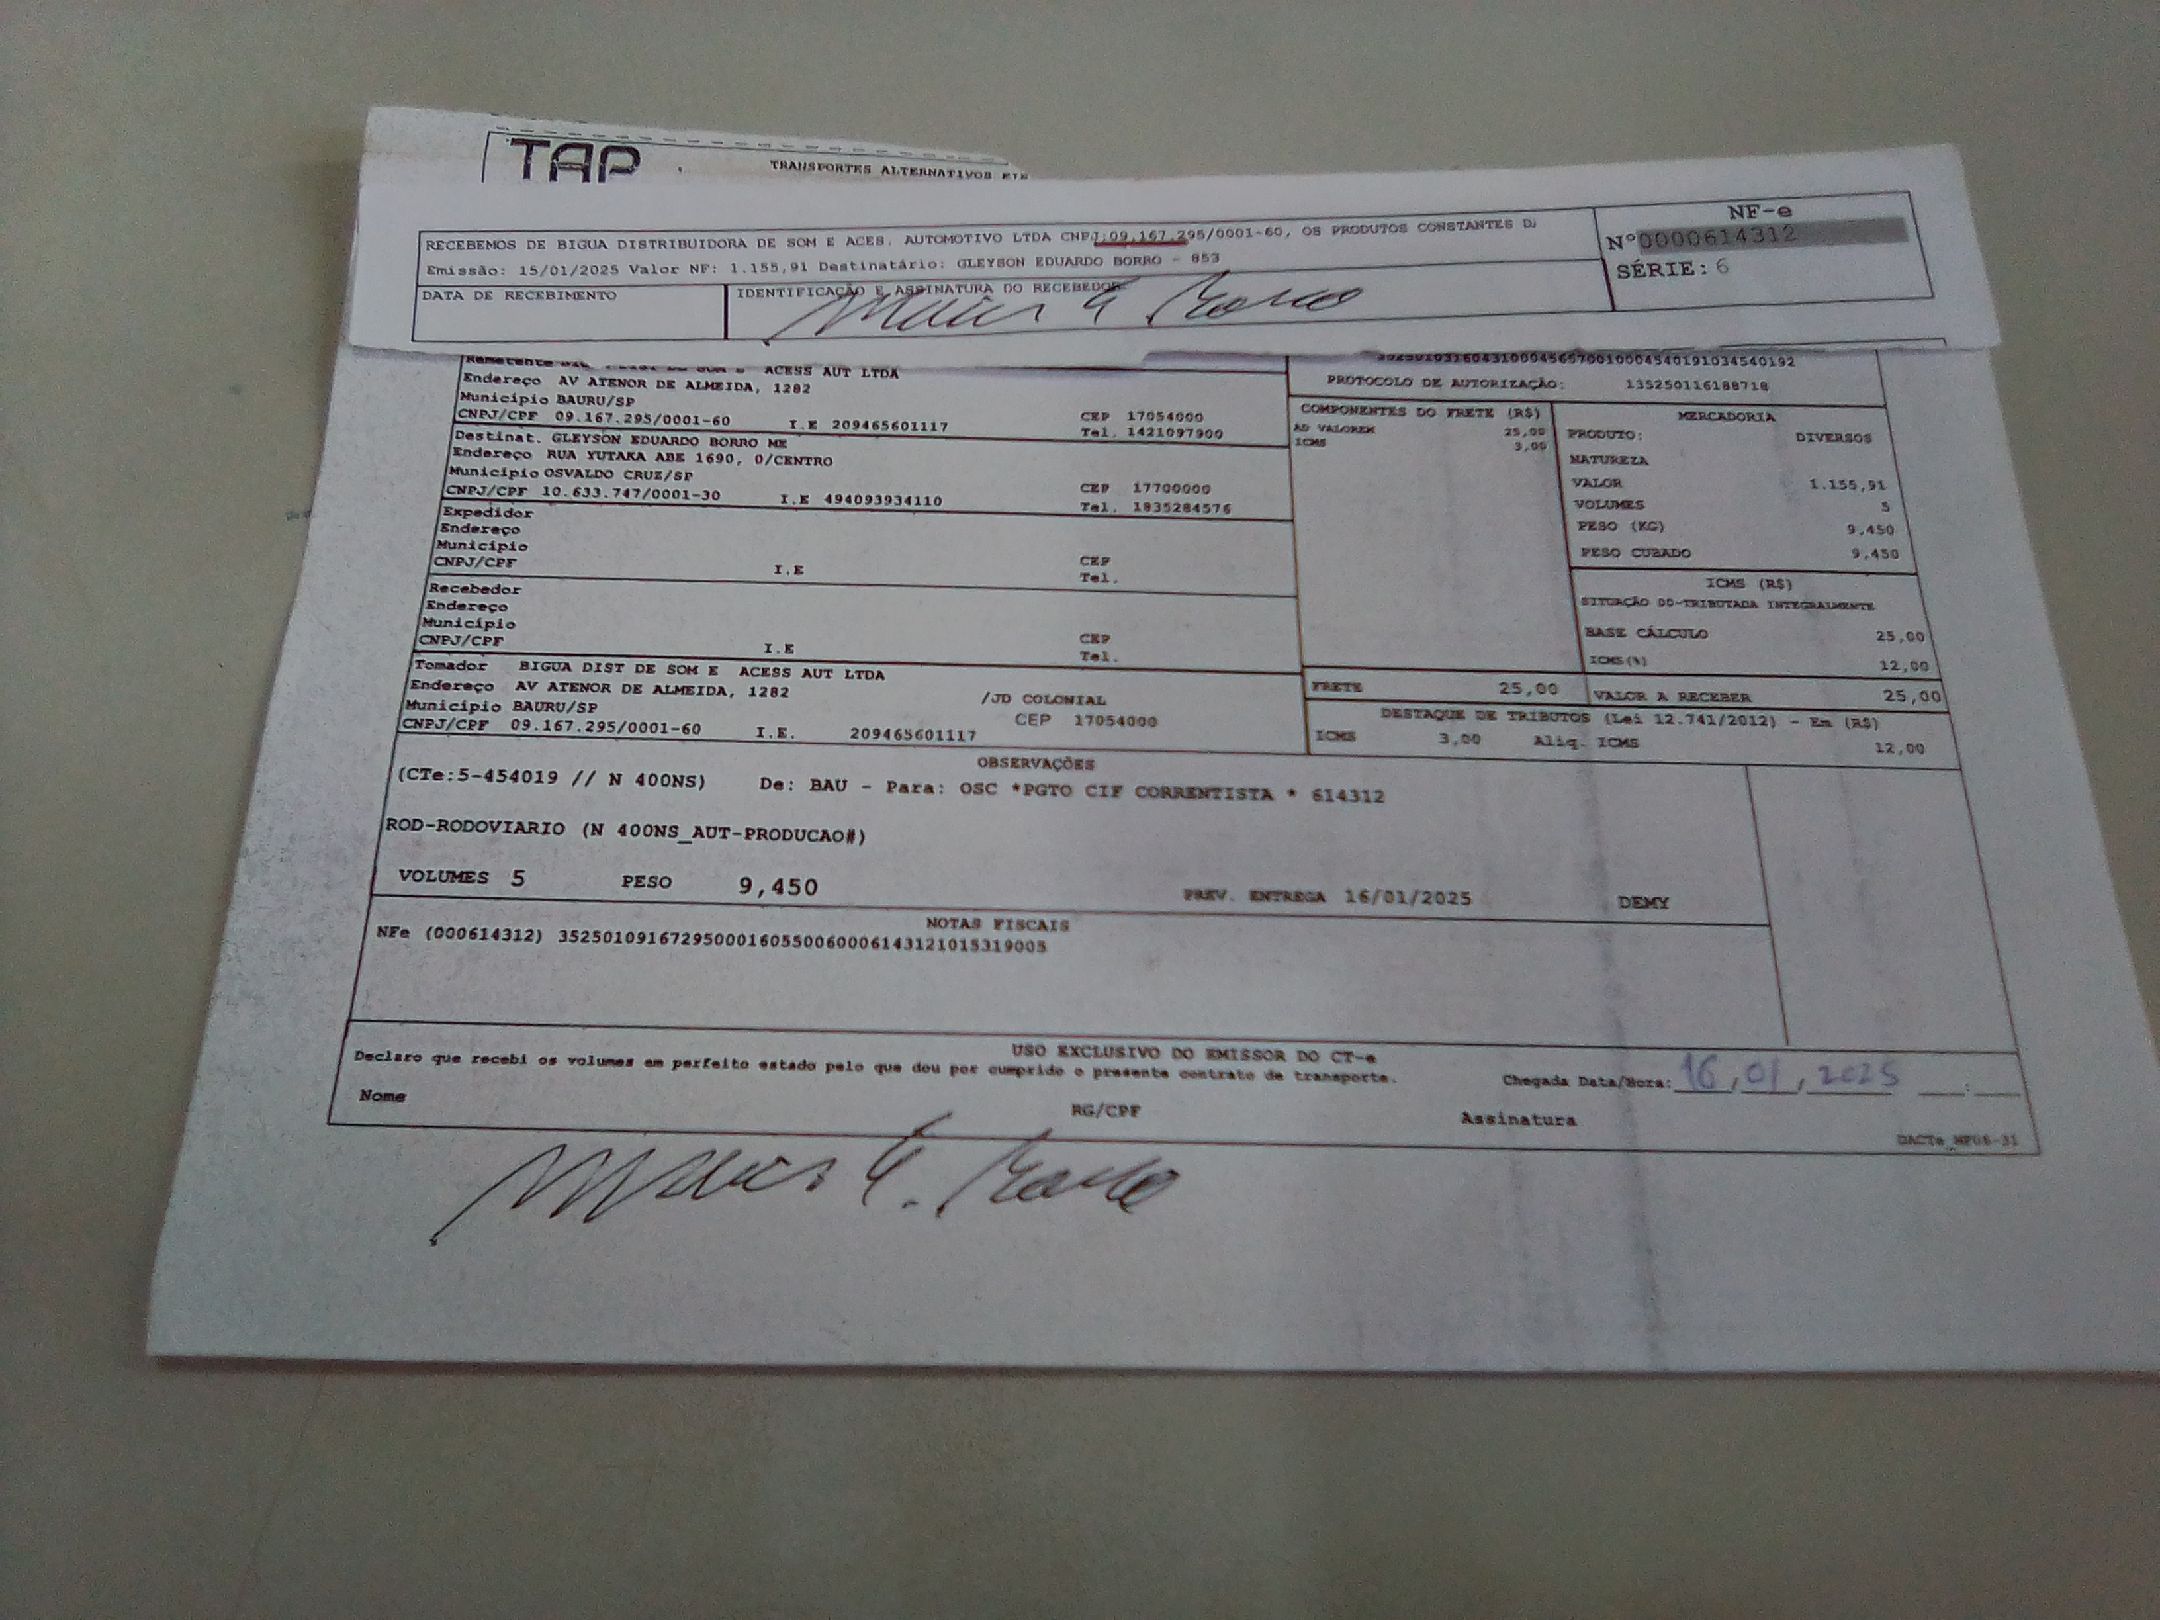 TAP TRANSPORTES ALTERNATIVOS
RECEBEMOS DE BIGUA DISTRIBUIDORA DE SOM E ACES. AUTOMOTIVO LTDA CNPJ:09.167.295/0001-60, OS PRODUTOS CONSTANTES
Emissão: 15/01/2025 Valor NF: 1.155,91 Destinatário: GLEYSON EDUARDO BORRO - 853
DATA DE RECEBIMENTO
IDENTIFICAÇÃO E ASSINATURA DO RECEBEDOR
NF-e
Nº0000614312
SÉRIE:6
Remetente ACESS AUT LTDA
Endereço AV ATENOR DE ALMEIDA, 1282
Município BAURU/SP
CNPJ/CPF 09.167.295/0001-60 I.E 209465601117
CEP 17054000
Tel. 1421097900
Destinat. GLEYSON EDUARDO BORRO ME
Endereço RUA YUTAKA ABE 1690, 0/CENTRO
Município OSVALDO CRUZ/SP
CNPJ/CPF 10.633.747/0001-30 I.E 494093934110
CEP 17700000
Tel. 1835284576
Expedidor
Endereço
Município
CNPJ/CPF I.E
CEP
Tel.
Recebedor
Endereço
Município
CNPJ/CPF I.E
CEP
Tel.
Tomador BIGUA DIST DE SOM E ACESS AUT LTDA
Endereço AV ATENOR DE ALMEIDA, 1282 /JD COLONIAL
Município BAURU/SP CEP 17054000
CNPJ/CPF 09.167.295/0001-60 I.E. 209465601117
PROTOCOLO DE AUTORIZAÇÃO: 135250116188718
COMPONENTES DO FRETE (R$)
AD VALOREM 25,00
ICMS 3,00
MERCADORIA
PRODUTO: DIVERSOS
NATUREZA
VALOR 1.155,91
VOLUMES 5
PESO (KG) 9,450
PESO CUBADO 9,450
ICMS (R$)
SITUAÇÃO 00-TRIBUTADA INTEGRALMENTE
BASE CÁLCULO 25,00
ICMS(%) 12,00
FRETE 25,00
VALOR A RECEBER 25,00
DESTAQUE DE TRIBUTOS (Lei 12.741/2012) - Em (R$)
ICMS 3,00 Aliq. ICMS 12,00
OBSERVAÇÕES
(CTe:5-454019 // N 400NS) De: BAU - Para: OSC *PGTO CIF CORRENTISTA * 614312
ROD-RODOVIARIO (N 400NS_AUT-PRODUCAO#)
VOLUMES 5 PESO 9,450 PREV. ENTREGA 16/01/2025 DEMY
NOTAS FISCAIS
NFe (000614312) 35250109167295000160550060006143121015319005
USO EXCLUSIVO DO EMISSOR DO CT-e
Declaro que recebi os volumes em perfeito estado pelo que dou por cumprido o presente contrato de transporte.
Chegada Data/Hora: 16,01,2025 :
Nome RG/CPF Assinatura